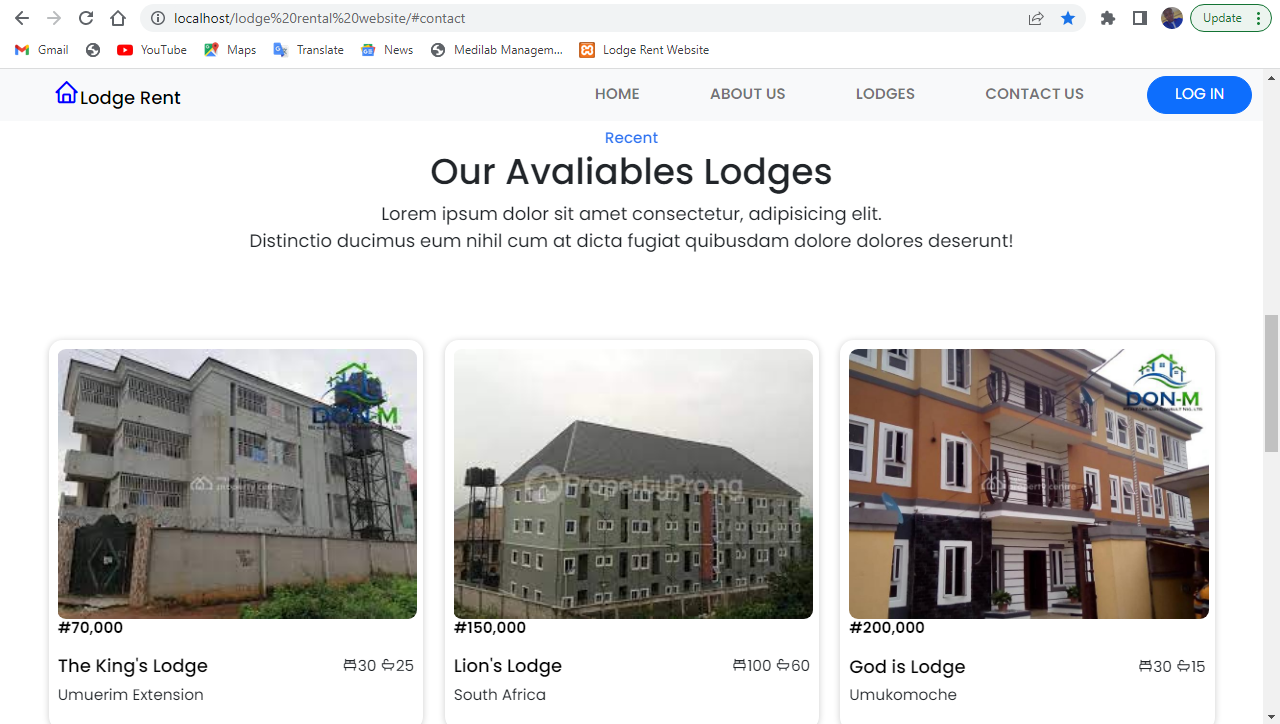 localhost/lodge%20rental%20website/#contact
Update
Gmail
YouTube
Maps
Translate
News
Medilab Managem...
Lodge Rent Website
Lodge Rent
HOME
ABOUT US
LODGES
CONTACT US
LOG IN
Recent
Our Avaliables Lodges
Lorem ipsum dolor sit amet consectetur, adipisicing elit.
Distinctio ducimus eum nihil cum at dicta fugiat quibusdam dolore dolores deserunt!
DON-M
property centre
PropertyPro.ng
DON-M
property centre
#70,000
#150,000
#200,000
The King's Lodge
30
25
Lion's Lodge
100
60
God is Lodge
30
15
Umuerim Extension
South Africa
Umukomoche